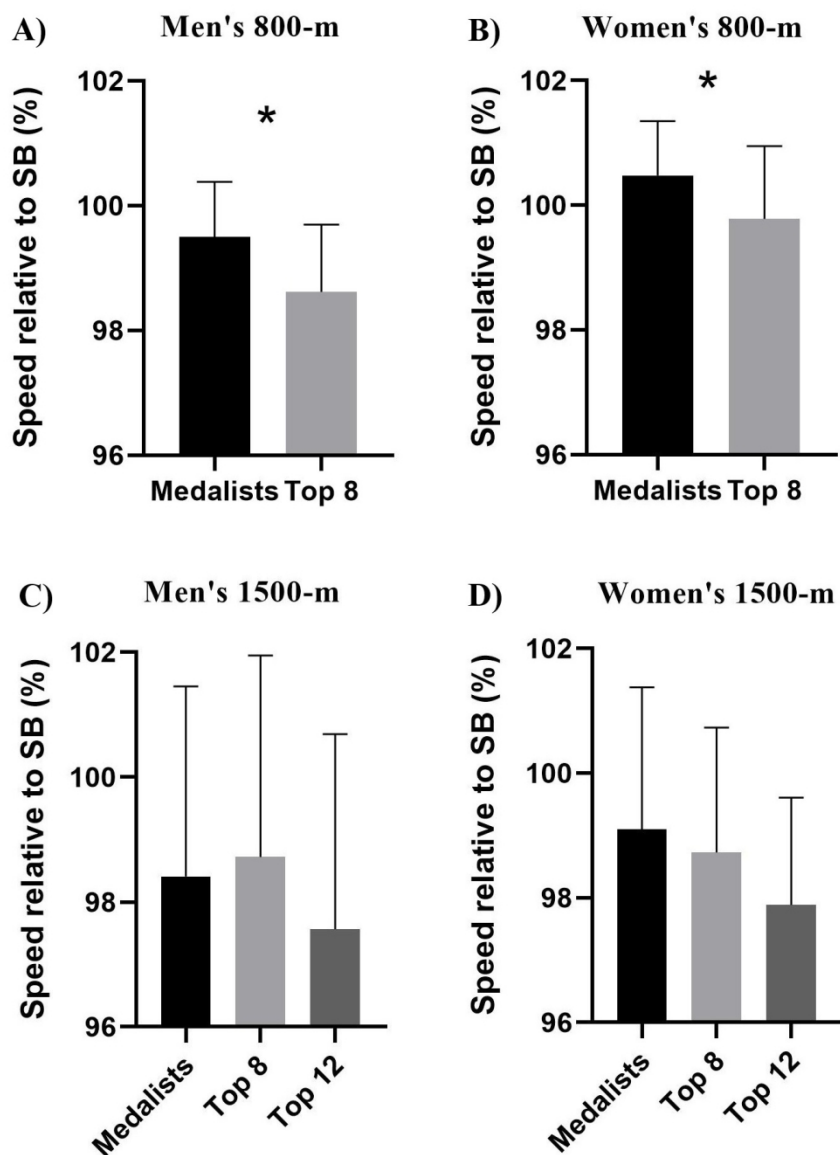 A)
Men's 800-m
Speed relative to SB (%)
102
*
100
98
96
Medalists Top 8
B)
Women's 800-m
Speed relative to SB (%)
102
*
100
98
96
Medalists Top 8
C)
Men's 1500-m
Speed relative to SB (%)
102
100
98
96
Medalists
Top 8
Top 12
D)
Women's 1500-m
Speed relative to SB (%)
102
100
98
96
Medalists
Top 8
Top 12